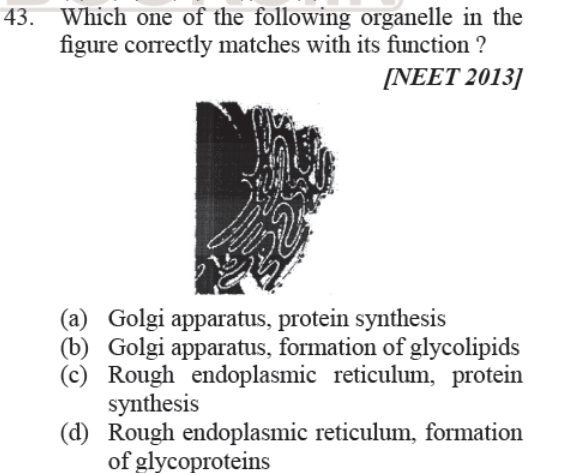 43. Which one of the following organelle in the
figure correctly matches with its function ?
[NEET 2013]
(a) Golgi apparatus, protein synthesis
(b) Golgi apparatus, formation of glycolipids
(c) Rough endoplasmic reticulum, protein
synthesis
(d) Rough endoplasmic reticulum, formation
of glycoproteins